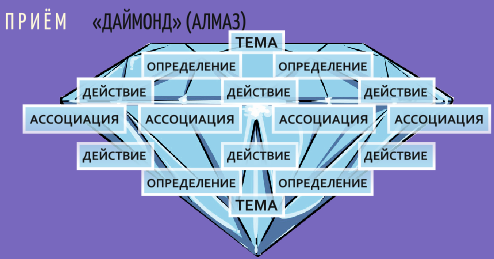 ПРИЁМ «ДАЙМОНД» (АЛМАЗ)
ТЕМА
ОПРЕДЕЛЕНИЕ ОПРЕДЕЛЕНИЕ
ДЕЙСТВИЕ ДЕЙСТВИЕ ДЕЙСТВИЕ
АССОЦИАЦИЯ АССОЦИАЦИЯ АССОЦИАЦИЯ АССОЦИАЦИЯ
ДЕЙСТВИЕ ДЕЙСТВИЕ ДЕЙСТВИЕ
ОПРЕДЕЛЕНИЕ ОПРЕДЕЛЕНИЕ
ТЕМА